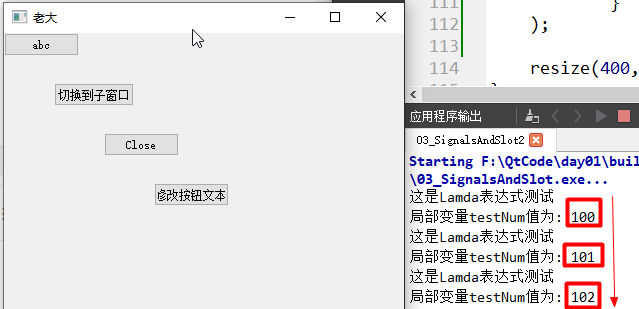 老大
abc
切换到子窗口
Close
修改按钮文本
111
}
112
);
113
114
resize(400,
应用程序输出
03_SignalsAndSlot2
Starting F:\QtCode\day01\buil
\03_SignalsAndSlot.exe...
这是Lamda表达式测试
局部变量testNum值为: 100
这是Lamda表达式测试
局部变量testNum值为: 101
这是Lamda表达式测试
局部变量testNum值为: 102